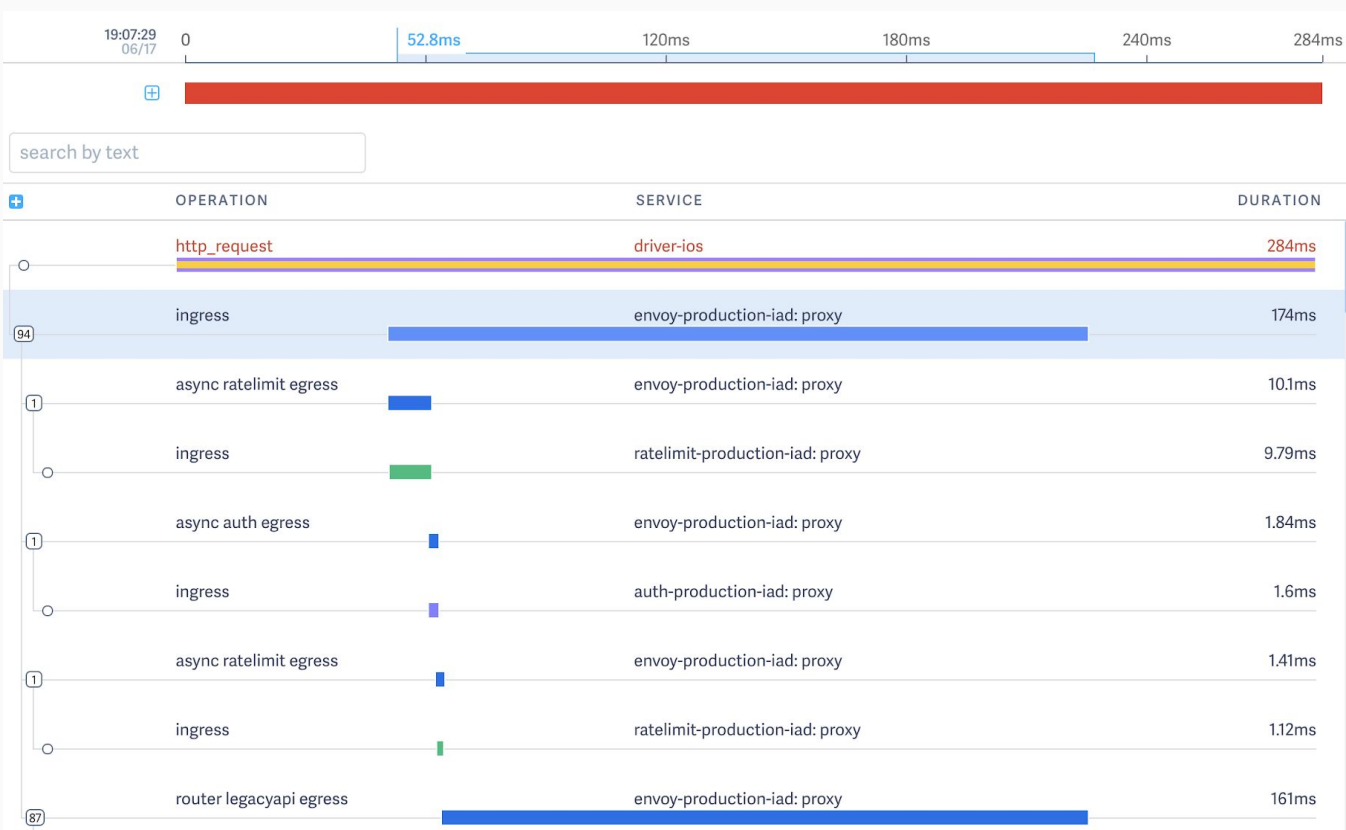 19:07:29 0 52.8ms 120ms 180ms 240ms 284ms
06/17
search by text
OPERATION SERVICE DURATION
http_request driver-ios 284ms
ingress envoy-production-iad: proxy 174ms
94
async ratelimit egress envoy-production-iad: proxy 10.1ms
1
ingress ratelimit-production-iad: proxy 9.79ms
async auth egress envoy-production-iad: proxy 1.84ms
1
ingress auth-production-iad: proxy 1.6ms
async ratelimit egress envoy-production-iad: proxy 1.41ms
1
ingress ratelimit-production-iad: proxy 1.12ms
router legacyapi egress envoy-production-iad: proxy 161ms
87